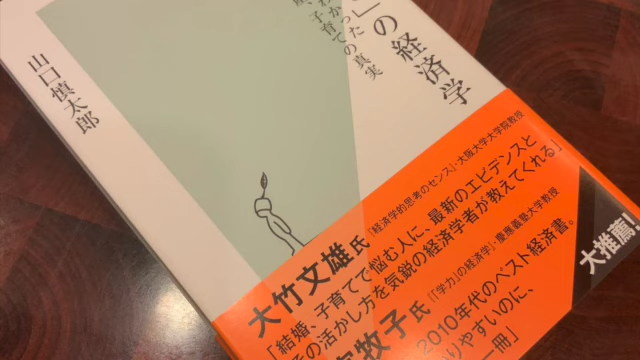 」の経済学
わかった
子育ての真実
山口慎太郎
大竹文雄氏
『経済学的思考のセンス』・大阪大学大学院教授
「結婚、子育てで悩む人に、最新のエビデンスと
の活かし方を気鋭の経済学者が教えてくれる」
牧子氏
『「学力」の経済学』・慶應義塾大学教授
2010年代のベスト経済書。
りやすいのに、
一冊」
大推薦!